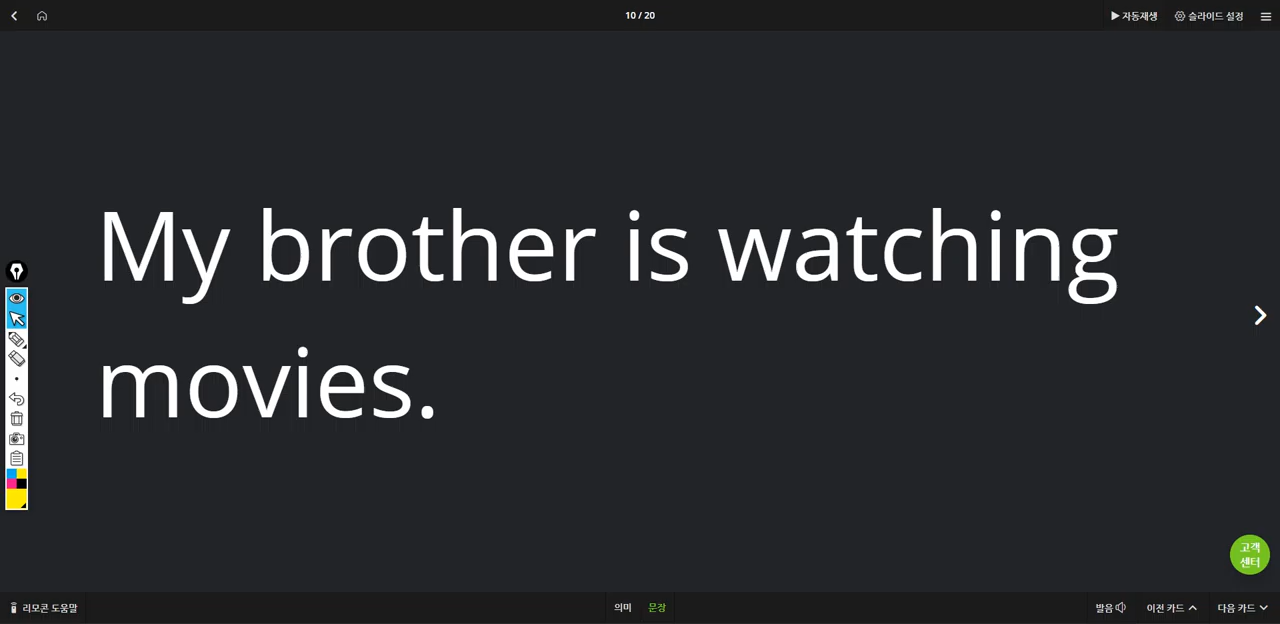 10 / 20
자동재생
슬라이드 설정
My brother is watching
movies.
고객
센터
리모콘 도움말
의미
문장
발음
이전 카드
다음 카드